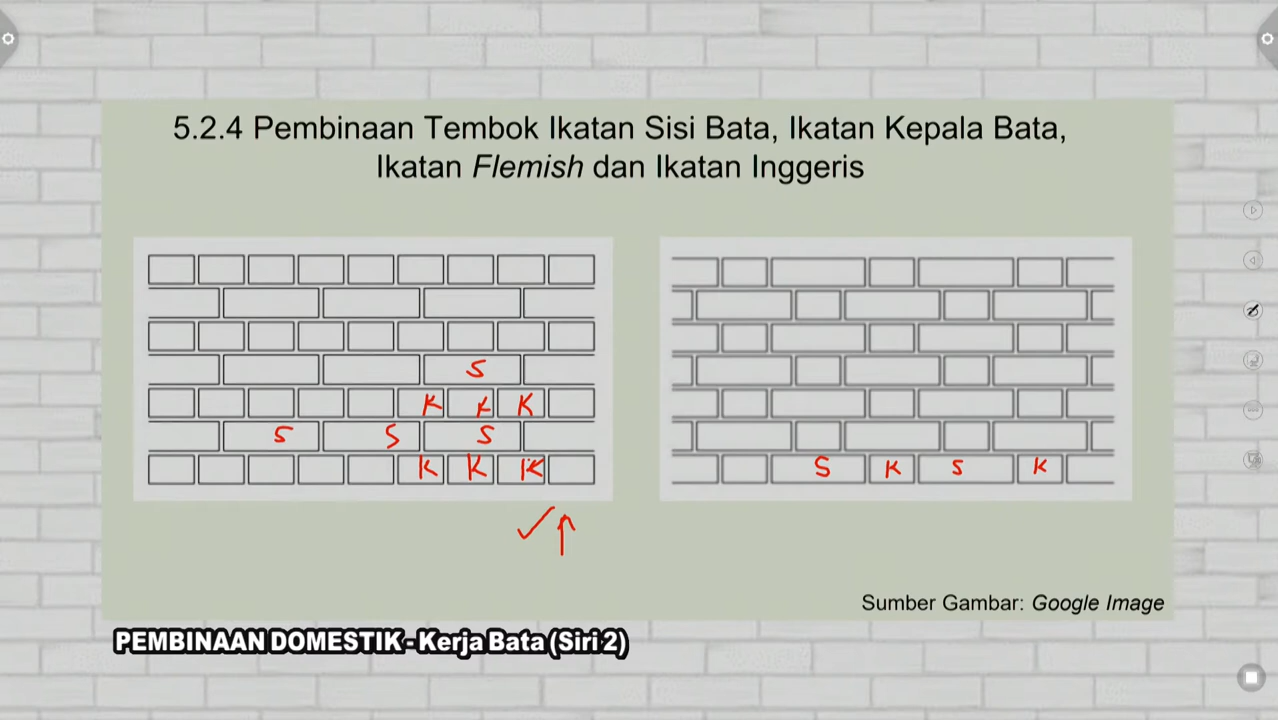 5.2.4 Pembinaan Tembok Ikatan Sisi Bata, Ikatan Kepala Bata,
Ikatan Flemish dan Ikatan Inggeris
S
K K K
S S S
K K K
S K S K
Sumber Gambar: Google Image
PEMBINAAN DOMESTIK - Kerja Bata (Siri 2)